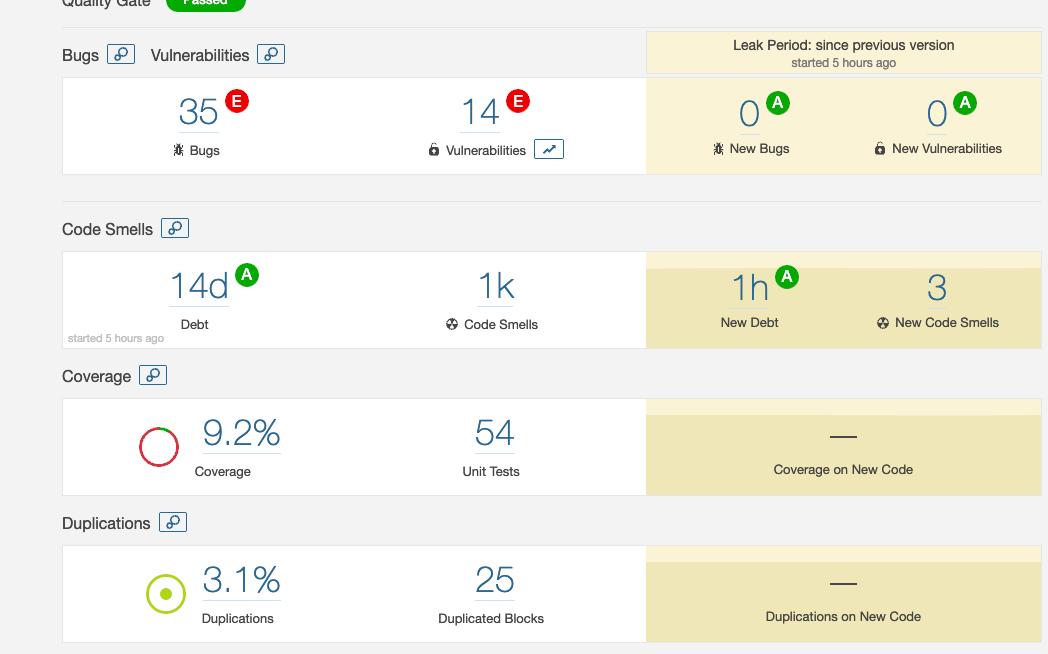 Quality Gate Passed
Bugs Vulnerabilities
Leak Period: since previous version
started 5 hours ago
35 E
Bugs
14 E
Vulnerabilities
0 A
New Bugs
0 A
New Vulnerabilities
Code Smells
14d A
Debt
started 5 hours ago
1k
Code Smells
1h A
New Debt
3
New Code Smells
Coverage
9.2%
Coverage
54
Unit Tests
—
Coverage on New Code
Duplications
3.1%
Duplications
25
Duplicated Blocks
—
Duplications on New Code